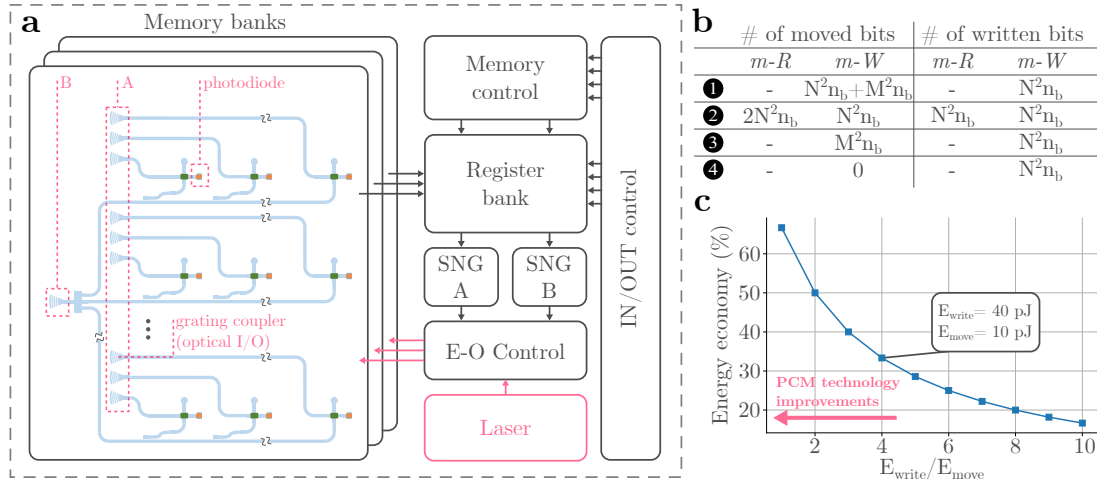 a
Memory banks
B
A
photodiode
grating coupler
(optical I/O)
Memory
control
Register
bank
SNG
A
SNG
B
E-O Control
Laser
IN/OUT control
b
# of moved bits # of written bits
m-R m-W m-R m-W
1 - N²n_b+M²n_b - N²n_b
2 2N²n_b N²n_b N²n_b N²n_b
3 - M²n_b - N²n_b
4 - 0 - N²n_b
c
Energy economy (%)
60
50
40
30
20
E_write= 40 pJ
E_move= 10 pJ
PCM technology
improvements
2 4 6 8 10
E_write/E_move